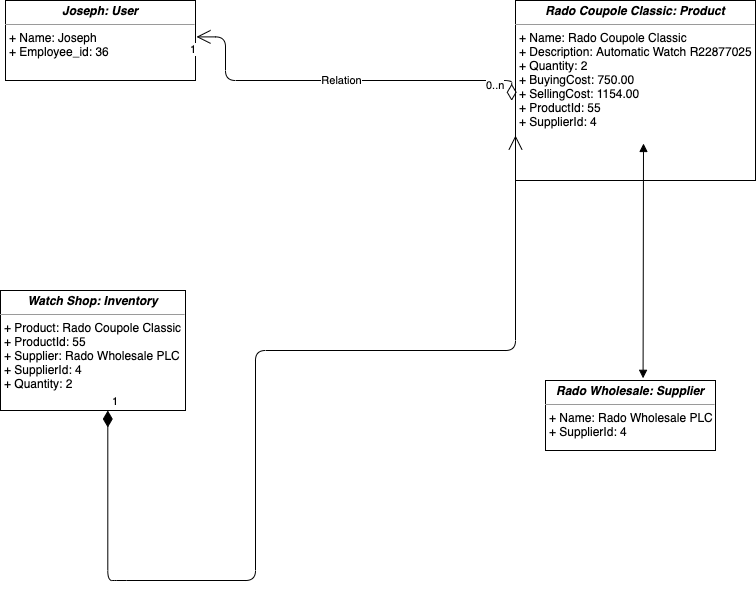 Joseph: User
+ Name: Joseph
+ Employee_id: 36
1
Relation
0..n
Rado Coupole Classic: Product
+ Name: Rado Coupole Classic
+ Description: Automatic Watch R22877025
+ Quantity: 2
+ BuyingCost: 750.00
+ SellingCost: 1154.00
+ ProductId: 55
+ SupplierId: 4
Watch Shop: Inventory
+ Product: Rado Coupole Classic
+ ProductId: 55
+ Supplier: Rado Wholesale PLC
+ SupplierId: 4
+ Quantity: 2
1
Rado Wholesale: Supplier
+ Name: Rado Wholesale PLC
+ SupplierId: 4